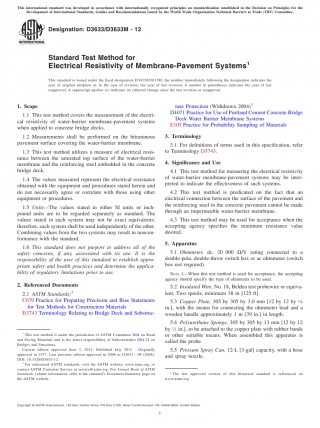 This international standard was developed in accordance with internationally recognized principles on standardization established in the Decision on Principles for the
Development of International Standards, Guides and Recommendations issued by the World Trade Organization Technical Barriers to Trade (TBT) Committee.
Designation: D3633/D3633M – 12
INTERNATIONAL
Standard Test Method for
Electrical Resistivity of Membrane-Pavement Systems1
This standard is issued under the fixed designation D3633/D3633M; the number immediately following the designation indicates the
year of original adoption or, in the case of revision, the year of last revision. A number in parentheses indicates the year of last
reapproval. A superscript epsilon (ε) indicates an editorial change since the last revision or reapproval.
1. Scope
1.1 This test covers the measurement of the electri-
cal resistivity of water-barrier membrane-pavement systems
when applied to concrete bridge decks.
1.2 Measurements shall be performed on the bituminous
pavement surface covering the water-barrier membrane.
1.3 This test method utilizes a measure of electrical resis-
tance between the saturated top surface of the water-barrier
membrane and the reinforcing steel embedded in the concrete
bridge deck.
1.4 The values measured represent the electrical resistance
obtained with the equipment and procedures stated herein and
do not necessarily agree or correlate with those using other
equipment or procedures.
1.5 Units—The values stated in either SI units or inch-
pound units are to be regarded separately as standard. The
values stated in each system may not be exact equivalents;
therefore, each system shall be used independently of the other.
Combining values from the two systems may result in noncon-
formance with the standard.
1.6 This standard does not purport to address all of the
safety concerns, if any, associated with its use. It is the
responsibility of the user of this standard to establish appro-
priate safety and health practices and determine the applica-
bility of regulatory limitations prior to use.
2. Referenced Documents
2.1 ASTM Standards:2
C670 Practice for Preparing Precision and Bias Statements
for Test Methods for Construction Materials
D3743 Terminology Relating to Bridge Deck and Substruc-
1 This test method is under the jurisdiction of ASTM Committee D04 on Road
and Paving Materials and is the direct responsibility of Subcommittee D04.32 on
Bridges and Structures.
Current edition approved June 1, 2012. Published July 2012. Originally
approved in 1977. Last previous edition approved in 2006 as D3633 – 98 (2006).
DOI: 10.1520/D3633-12.
2 For referenced ASTM standards, visit the ASTM website, www.astm.org, or
contact ASTM Customer Service at service@astm.org. For Annual Book of ASTM
Standards volume information, refer to the standard's Document Summary page on
the ASTM website.
ture Protection (Withdrawn 2004)3
D4071 Practice for Use of Portland Cement Concrete Bridge
Deck Water Barrier Membrane Systems
E105 Practice for Probability Sampling of Materials
3. Terminology
3.1 For definitions of terms used in this specification, refer
to Terminology D3743.
4. Significance and Use
4.1 This test method for measuring the electrical resistivity
of water-barrier membrane-pavement systems may be inter-
preted to indicate the effectiveness of such systems.
4.2 This test method is predicated on the fact that an
electrical connection between the surface of the pavement and
the reinforcing steel in the concrete pavement cannot be made
through an impermeable water-barrier membrane.
4.3 This test method may be used for acceptance when the
accepting agency specifies the minimum desired resistance
value.
5. Apparatus
5.1 Ohmmeter, dc, 20 000 Ω/V rating connected to a
double-pole, double-throw switch box or an ohmmeter (switch
box not required).
NOTE 1—When this test method is used for acceptance, the accepting
agency should specify the type of ohmmeter to be used.
5.2 Insulated Wire, No. 18, Belden test probewire or equiva-
lent. Two spools, minimum 38 m [125 ft].
5.3 Copper Plate, 305 by 305 by 3.0 mm [12 by 12 by 1/8
in.], with the means for connecting the ohmmeter lead and a
wooden handle approximately 1 m [39 in.] in length.
5.4 Polyurethane Sponge, 305 by 305 by 13 mm [12 by 12
by 1/2 in.], to be attached to the copper plate with rubber bands
or other suitable means. When assembled this apparatus is
called the probe.
5.5 Pressure Spray Can, 12-L [3-gal] capacity, with a hose
and spray nozzle.
3 The last approved version of this historical standard is referenced on
www.astm.org.
Copyright © ASTM International, 100 Barr Harbor Drive, PO Box C700, West Conshohocken, PA 19428-2959. United States
1